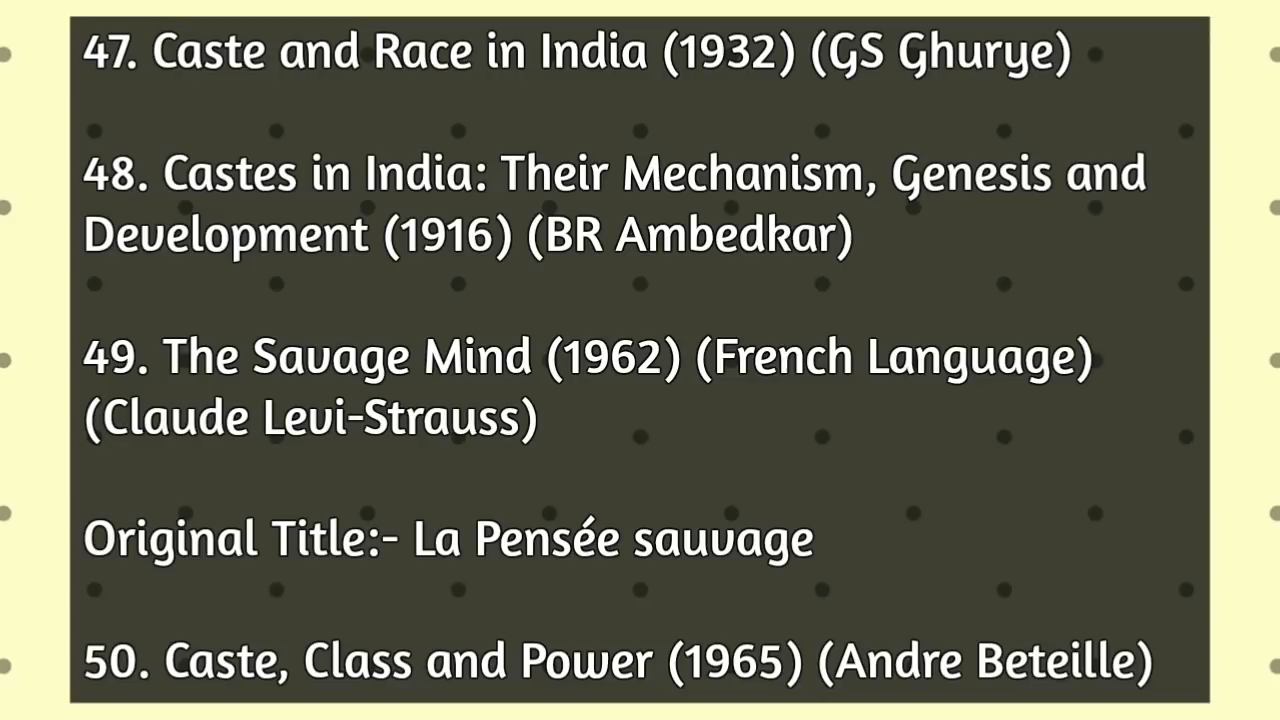 47. Caste and Race in India (1932) (GS Ghurye)
48. Castes in India: Their Mechanism, Genesis and
Development (1916) (BR Ambedkar)
49. The Savage Mind (1962) (French Language)
(Claude Levi-Strauss)
Original Title:- La Pensée sauvage
50. Caste, Class and Power (1965) (Andre Beteille)